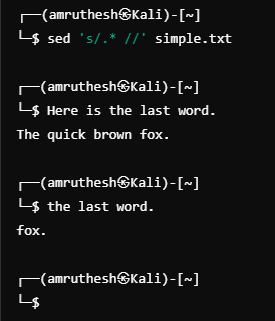 ┌──(amruthesh㉿Kali)-[~]
└─$ sed 's/.* //' simple.txt
┌──(amruthesh㉿Kali)-[~]
└─$ Here is the last word.
The quick brown fox.
┌──(amruthesh㉿Kali)-[~]
└─$ the last word.
fox.
┌──(amruthesh㉿Kali)-[~]
└─$